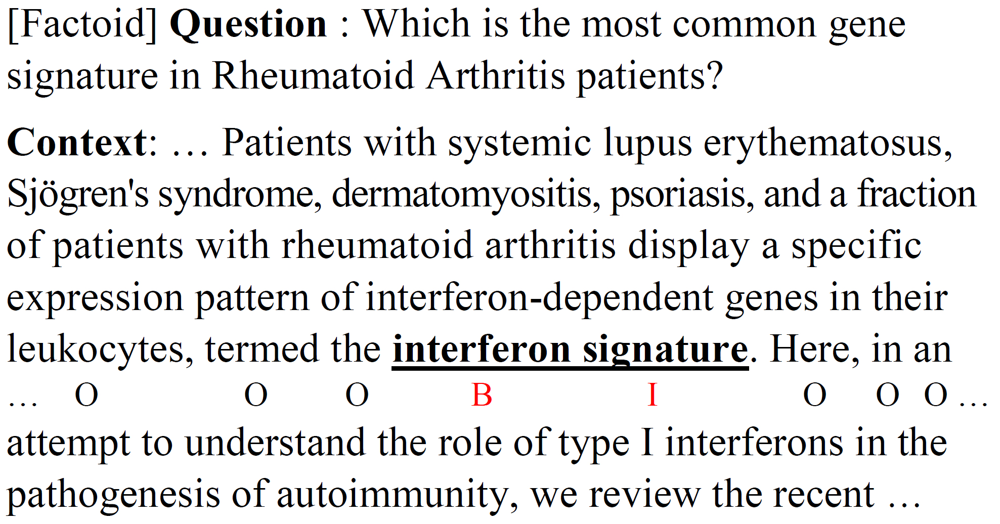 [Factoid] Question : Which is the most common gene
signature in Rheumatoid Arthritis patients?
Context: … Patients with systemic lupus erythematosus,
Sjögren's syndrome, dermatomyositis, psoriasis, and a fraction
of patients with rheumatoid arthritis display a specific
expression pattern of interferon-dependent genes in their
leukocytes, termed the interferon signature. Here, in an
… O O O B I O O O …
attempt to understand the role of type I interferons in the
pathogenesis of autoimmunity, we review the recent …